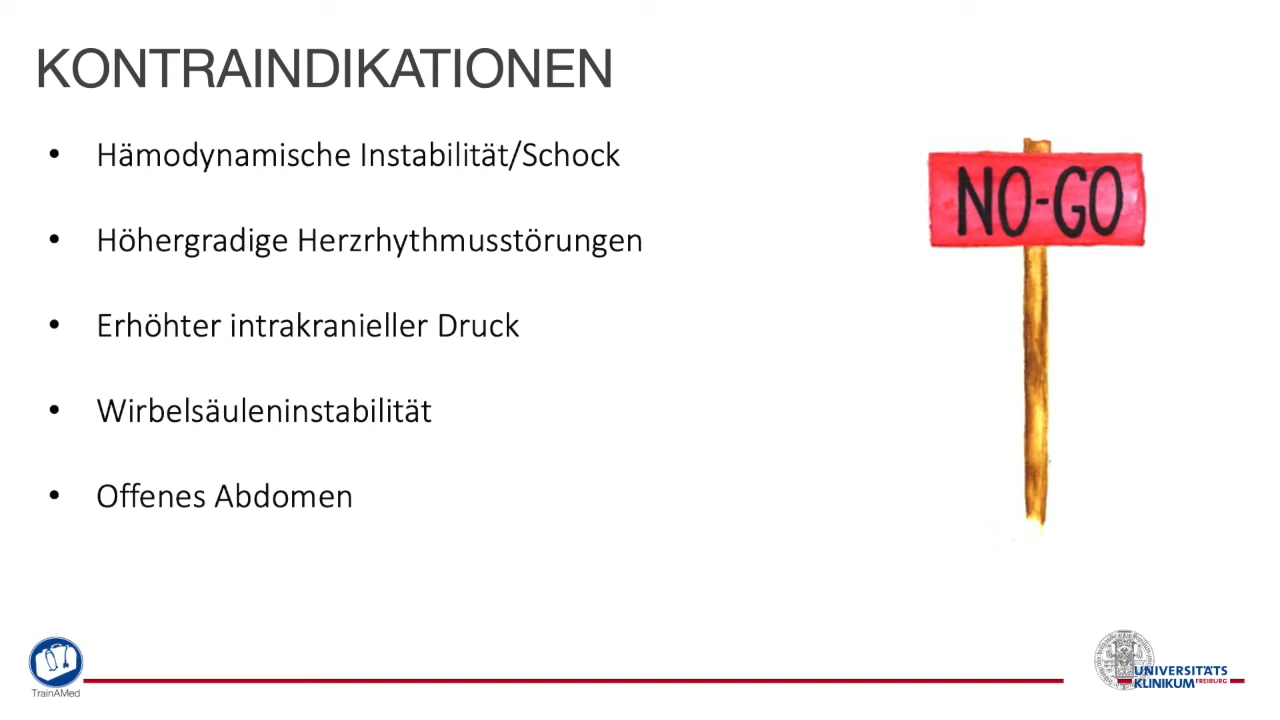 KONTRAINDIKATIONEN
• Hämodynamische Instabilität/Schock
• Höhergradige Herzrhythmusstörungen
• Erhöhter intrakranieller Druck
• Wirbelsäuleninstabilität
• Offenes Abdomen
NO-GO
TrainAMed
UNIVERSITÄTS
KLINIKUM FREIBURG